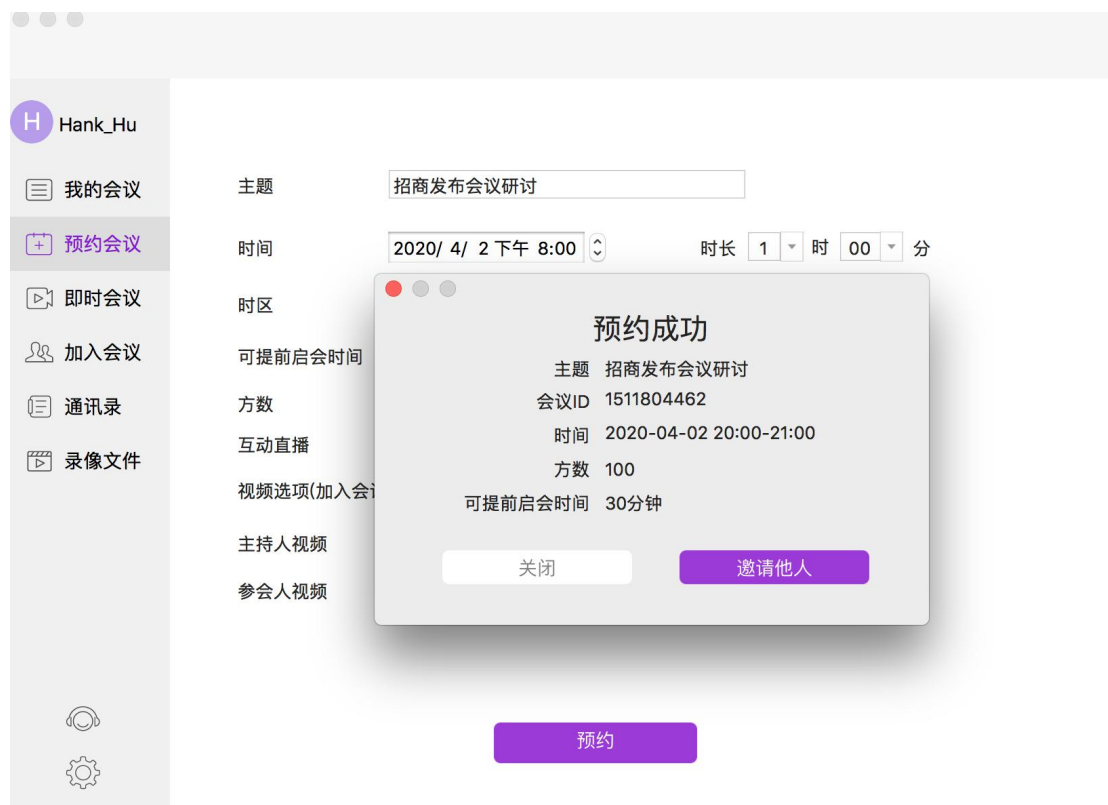 H Hank_Hu
我的会议
预约会议
即时会议
加入会议
通讯录
录像文件
主题 招商发布会议研讨
时间 2020/ 4/ 2 下午 8:00 时长 1 时 00 分
时区
可提前启会时间
方数
互动直播
视频选项(加入会
主持人视频
参会人视频
预约成功
主题 招商发布会议研讨
会议ID 1511804462
时间 2020-04-02 20:00-21:00
方数 100
可提前启会时间 30分钟
关闭 邀请他人
预约